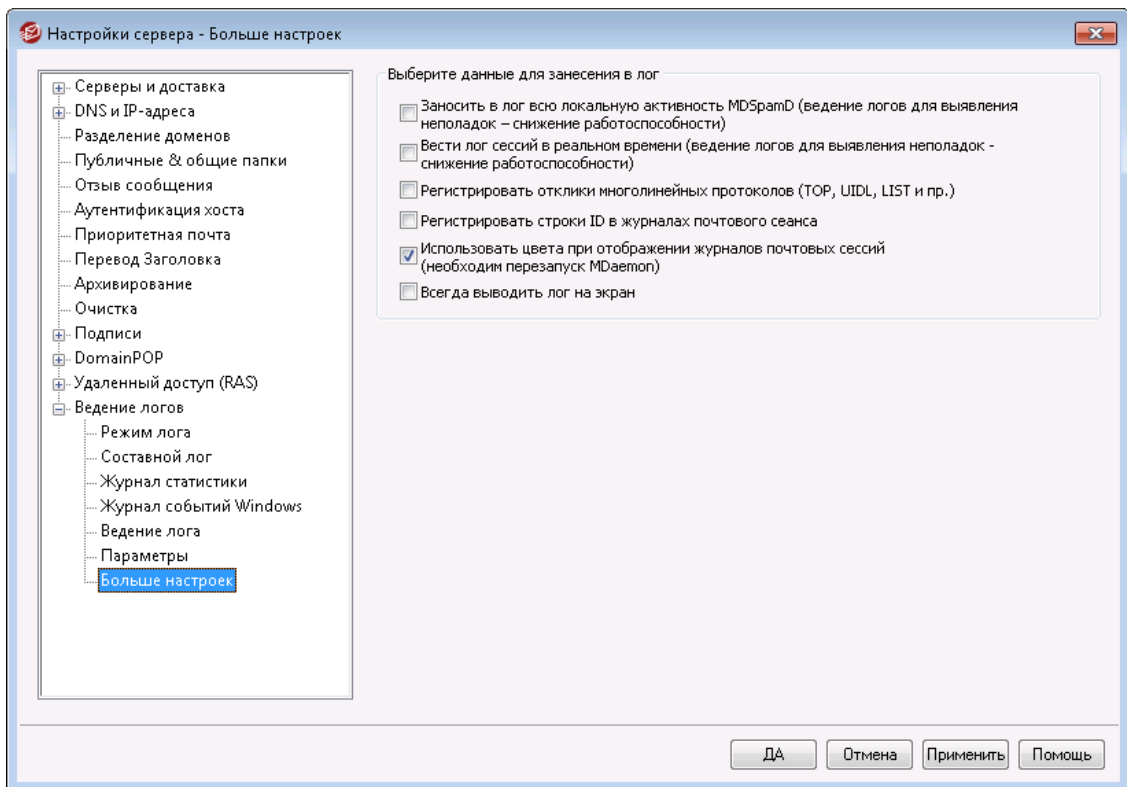 Настройки сервера - Больше настроек
Серверы и доставка
DNS и IP-адреса
Разделение доменов
Публичные & общие папки
Отзыв сообщения
Аутентификация хоста
Приоритетная почта
Перевод Заголовка
Архивирование
Очистка
Подписи
DomainPOP
Удаленный доступ (RAS)
Ведение логов
Режим лога
Составной лог
Журнал статистики
Журнал событий Windows
Ведение лога
Параметры
Больше настроек
Выберите данные для занесения в лог
Заносить в лог всю локальную активность MDSpamD (ведение логов для выявления
неполадок – снижение работоспособности)
Вести лог сессий в реальном времени (ведение логов для выявления неполадок -
снижение работоспособности)
Регистрировать отклики многолинейных протоколов (TOP, UIDL, LIST и пр.)
Регистрировать строки ID в журналах почтового сеанса
Использовать цвета при отображении журналов почтовых сессий
(необходим перезапуск MDaemon)
Всегда выводить лог на экран
ДА
Отмена
Применить
Помощь